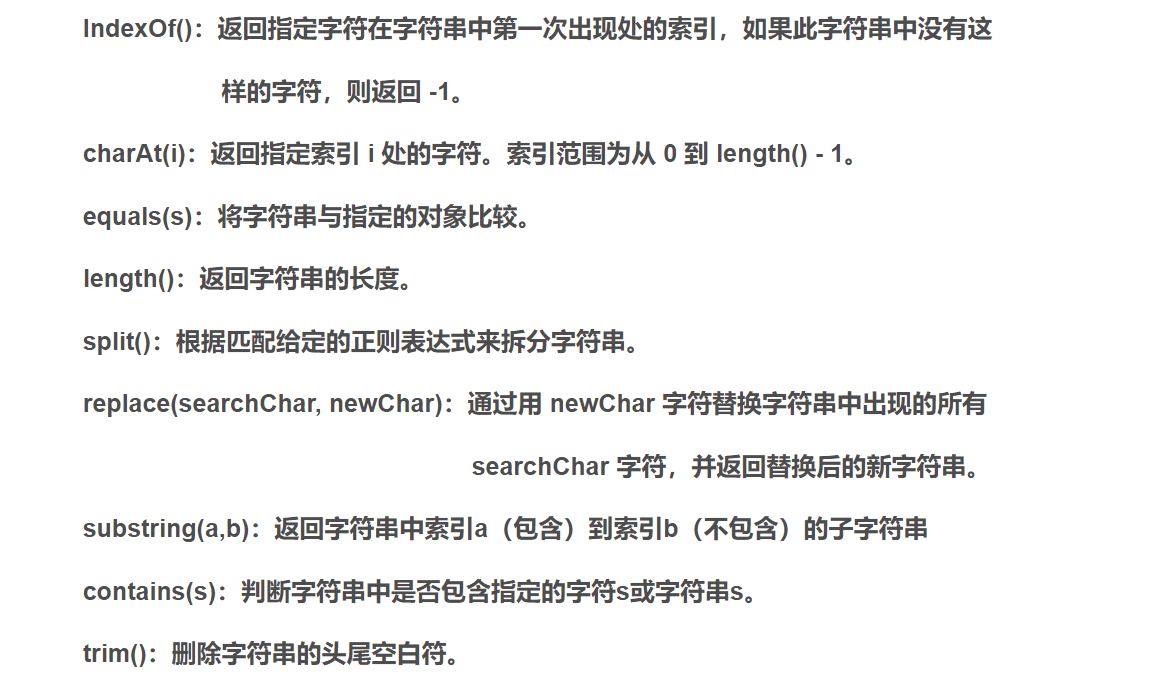 IndexOf()：返回指定字符在字符串中第一次出现处的索引，如果此字符串中没有这
样的字符，则返回 -1。
charAt(i)：返回指定索引 i 处的字符。索引范围为从 0 到 length() - 1。
equals(s)：将字符串与指定的对象比较。
length()：返回字符串的长度。
split()：根据匹配给定的正则表达式来拆分字符串。
replace(searchChar, newChar)：通过用 newChar 字符替换字符串中出现的所有
searchChar 字符，并返回替换后的新字符串。
substring(a,b)：返回字符串中索引a（包含）到索引b（不包含）的子字符串
contains(s)：判断字符串中是否包含指定的字符s或字符串s。
trim()：删除字符串的头尾空白符。